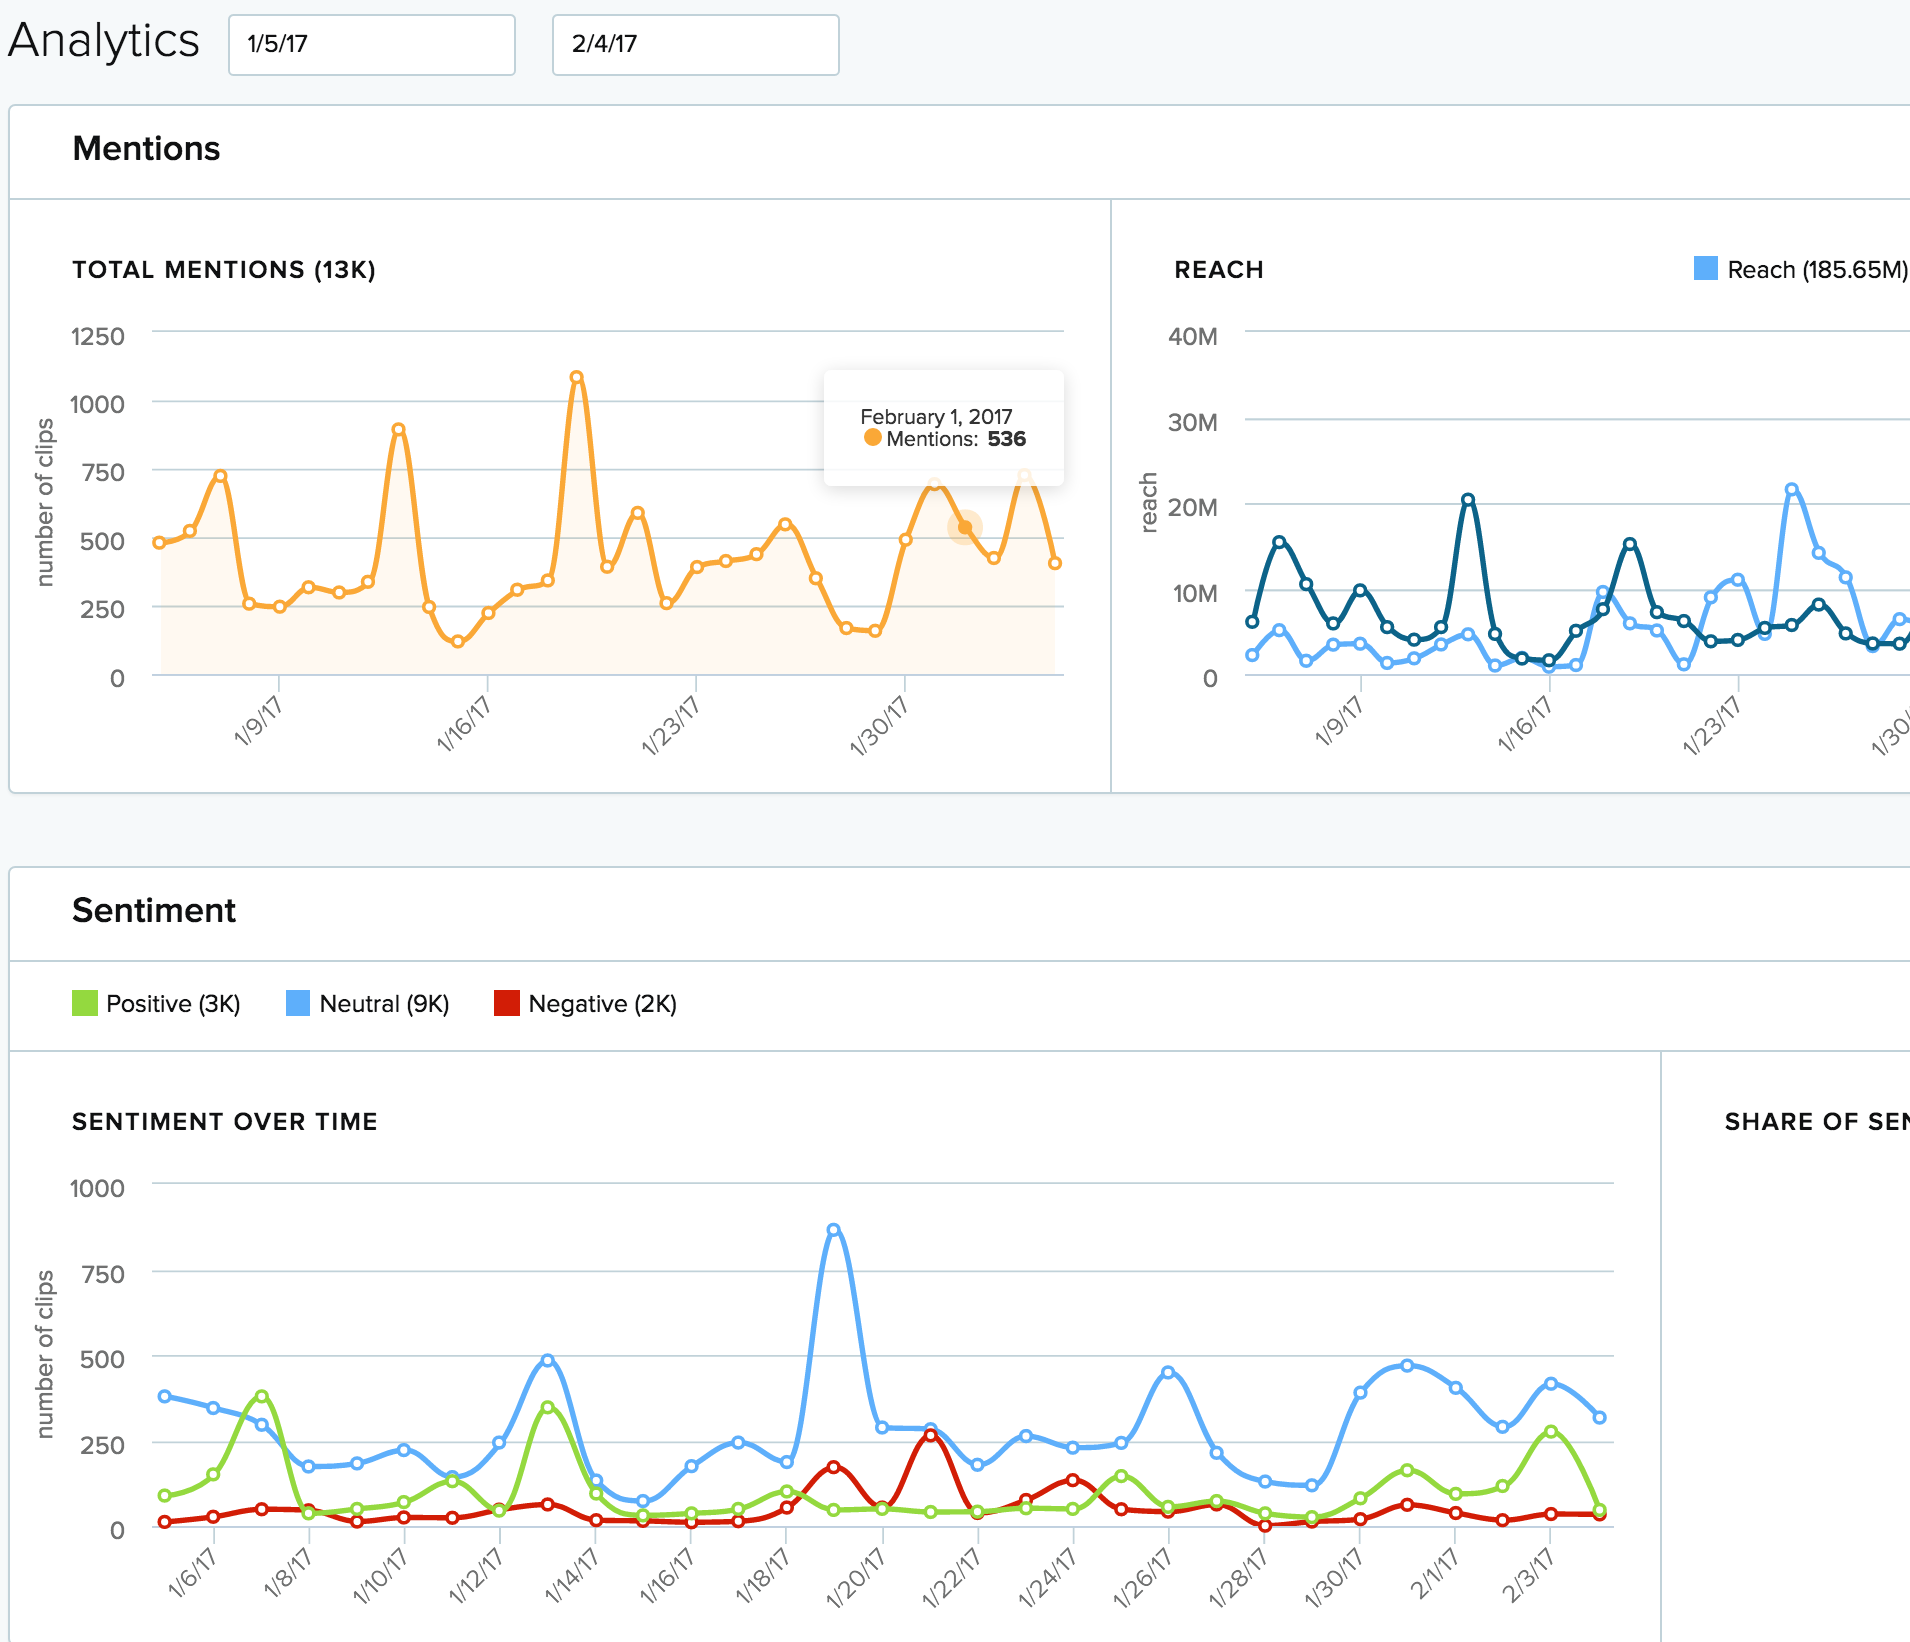 Analytics
1/5/17
2/4/17
Mentions
TOTAL MENTIONS (13K)
1250
1000
750
500
250
0
number of clips
February 1, 2017
Mentions: 536
1/9/17
1/16/17
1/23/17
1/30/17
REACH
Reach (185.65M)
40M
30M
20M
10M
0
reach
1/9/17
1/16/17
1/23/17
1/30/
Sentiment
Positive (3K)
Neutral (9K)
Negative (2K)
SENTIMENT OVER TIME
1000
750
500
250
0
number of clips
1/6/17
1/8/17
1/10/17
1/12/17
1/14/17
1/16/17
1/18/17
1/20/17
1/22/17
1/24/17
1/26/17
1/28/17
1/30/17
2/1/17
2/3/17
SHARE OF SEN